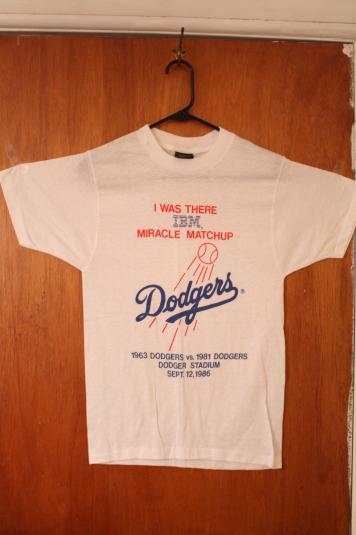 I WAS THERE
IBM
MIRACLE MATCHUP
Dodgers®
1963 DODGERS vs. 1981 DODGERS
DODGER STADIUM
SEPT. 12, 1986